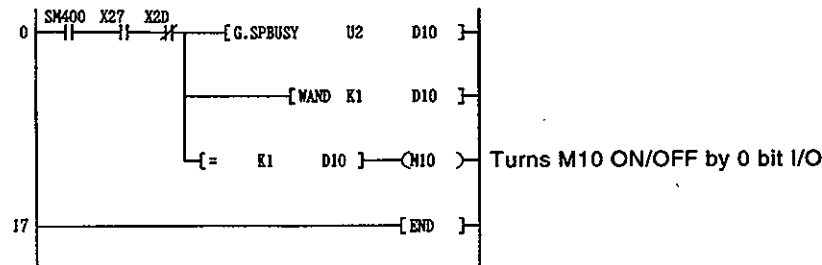 SM400 X27 X2D
0 [ G.SPBUSY U2 D10 ]
[ WAND K1 D10 ]
[ = K1 D10 ] (M10 ) Turns M10 ON/OFF by 0 bit I/O
17 [ END ]